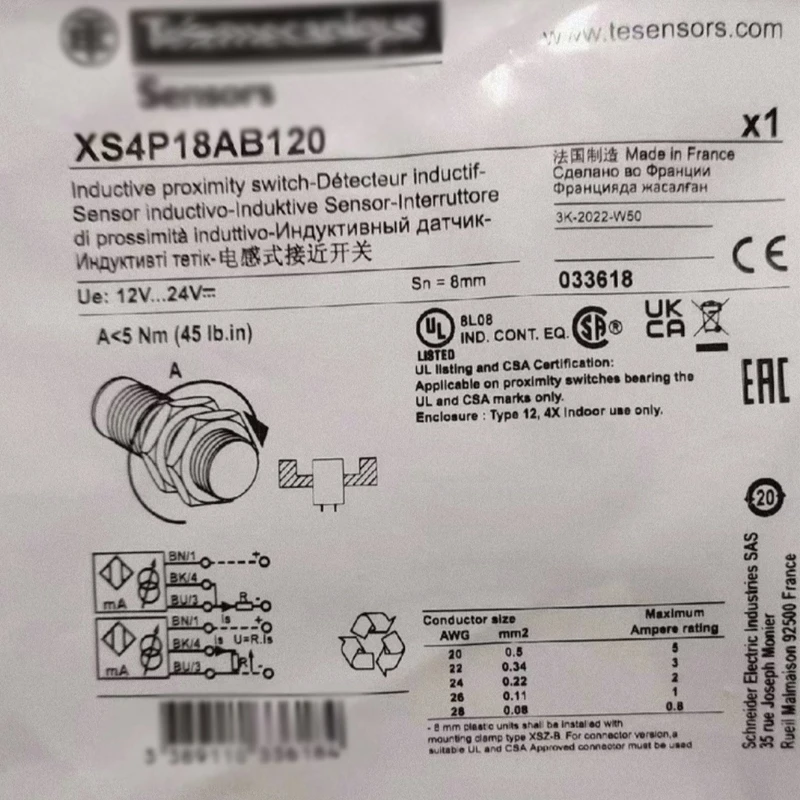 Telemecanique
Sensors
www.tesensors.com
XS4P18AB120
x1
Inductive proximity switch-Détecteur inductif-
Sensor inductivo-Induktive Sensor-Interruttore
di prossimità induttivo-Индуктивный датчик-
Индуктивті тетік-电感式接近开关
法国制造 Made in France
Сделано во Франции
Францияда жасалған
3K-2022-W50
Ue: 12V...24V⎓
Sn = 8mm
033618
CE
A<5 Nm (45 lb.in)
UL
LISTED
8L08
IND. CONT. EQ.
SA®
UK
CA
UL listing and CSA Certification:
Applicable on proximity switches bearing the
UL and CSA marks only.
Enclosure : Type 12, 4X Indoor use only.
EAC
A
20
BN/1
+
BK/4
BU/3
R
-
mA
BN/1
Is
+
BK/4
Is
U=R.Is
BU/3
R
-
mA
Conductor size
Maximum
AWG
mm2
Ampere rating
20 0.5 5
22 0.34 3
24 0.22 2
26 0.11 1
28 0.08 0.8
- 8 mm plastic units shall be installed with
mounting clamp type XSZ-B. For connector version,a
suitable UL and CSA Approved connector must be used
Schneider Electric Industries SAS
35 rue Joseph Monier
Rueil Malmaison 92500 France